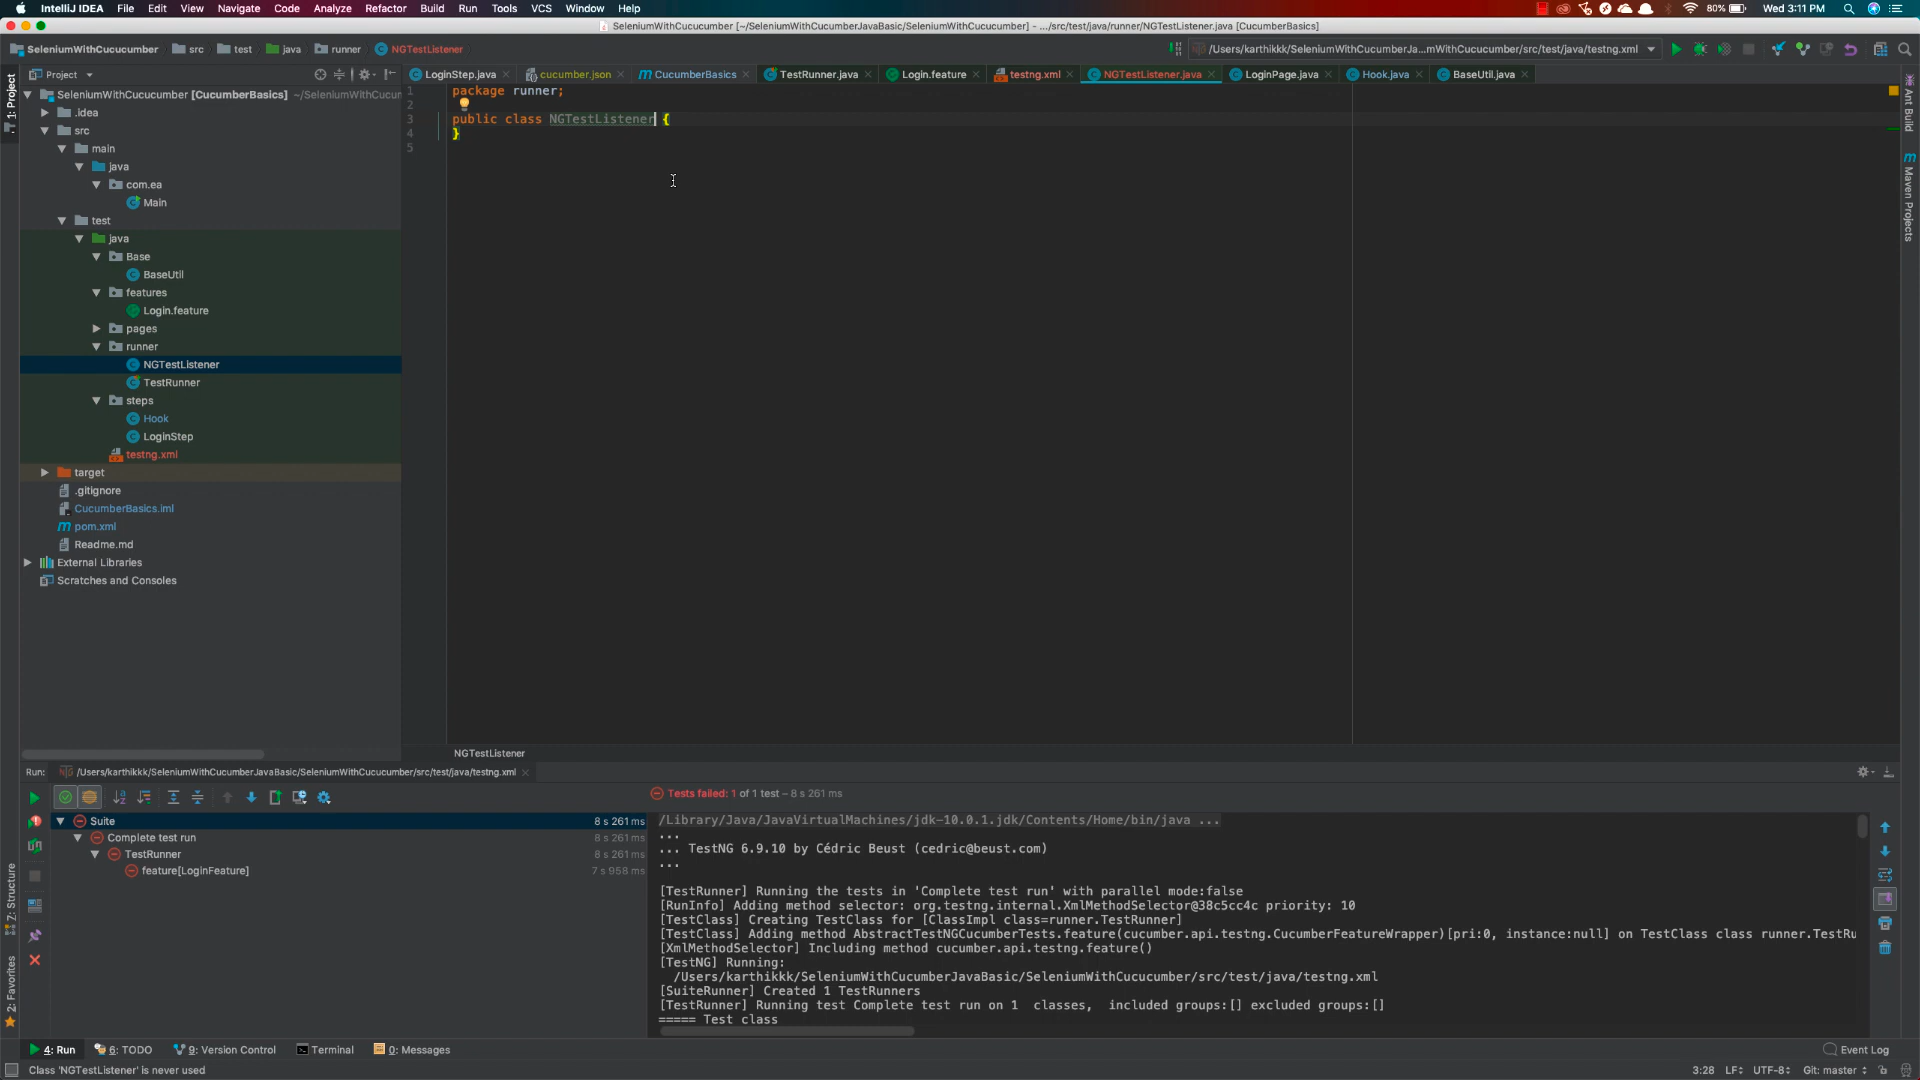 IntelliJ IDEA File Edit View Navigate Code Analyze Refactor Build Run Tools VCS Window Help 80% Wed 3:11 PM
SeleniumWithCucucumber [~/SeleniumWithCucumberJavaBasic/SeleniumWithCucucumber] - .../src/test/java/runner/NGTestListener.java [CucumberBasics]
SeleniumWithCucucumber src test java runner NGTestListener /Users/karthikkk/SeleniumWithCucumberJa...mWithCucucumber/src/test/java/testng.xml
Project LoginStep.java cucumber.json CucumberBasics TestRunner.java Login.feature testng.xml NGTestListener.java LoginPage.java Hook.java BaseUtil.java
SeleniumWithCucucumber [CucumberBasics] ~/SeleniumWithCucun
.idea
src
main
java
com.ea
Main
test
java
Base
BaseUtil
features
Login.feature
pages
runner
NGTestListener
TestRunner
steps
Hook
LoginStep
testng.xml
target
.gitignore
CucumberBasics.iml
pom.xml
Readme.md
External Libraries
Scratches and Consoles
1: Project
Z: Structure
2: Favorites
1 package runner;
2
3 public class NGTestListener {
4 }
5
Ant Build
Maven Projects
NGTestListener
Run: /Users/karthikkk/SeleniumWithCucumberJavaBasic/SeleniumWithCucucumber/src/test/java/testng.xml
Tests failed: 1 of 1 test – 8 s 261 ms
Suite 8 s 261 ms
Complete test run 8 s 261 ms
TestRunner 8 s 261 ms
feature[LoginFeature] 7 s 958 ms
/Library/Java/JavaVirtualMachines/jdk-10.0.1.jdk/Contents/Home/bin/java ...
...
... TestNG 6.9.10 by Cédric Beust (cedric@beust.com)
...
[TestRunner] Running the tests in 'Complete test run' with parallel mode:false
[RunInfo] Adding method selector: org.testng.internal.XmlMethodSelector@38c5cc4c priority: 10
[TestClass] Creating TestClass for [ClassImpl class=runner.TestRunner]
[TestClass] Adding method AbstractTestNGCucumberTests.feature(cucumber.api.testng.CucumberFeatureWrapper)[pri:0, instance:null] on TestClass class runner.TestRu
[XmlMethodSelector] Including method cucumber.api.testng.feature()
[TestNG] Running:
/Users/karthikkk/SeleniumWithCucumberJavaBasic/SeleniumWithCucucumber/src/test/java/testng.xml
[SuiteRunner] Created 1 TestRunners
[TestRunner] Running test Complete test run on 1 classes, included groups:[] excluded groups:[]
===== Test class
4: Run 6: TODO 9: Version Control Terminal 0: Messages Event Log
Class 'NGTestListener' is never used 3:28 LF UTF-8 Git: master